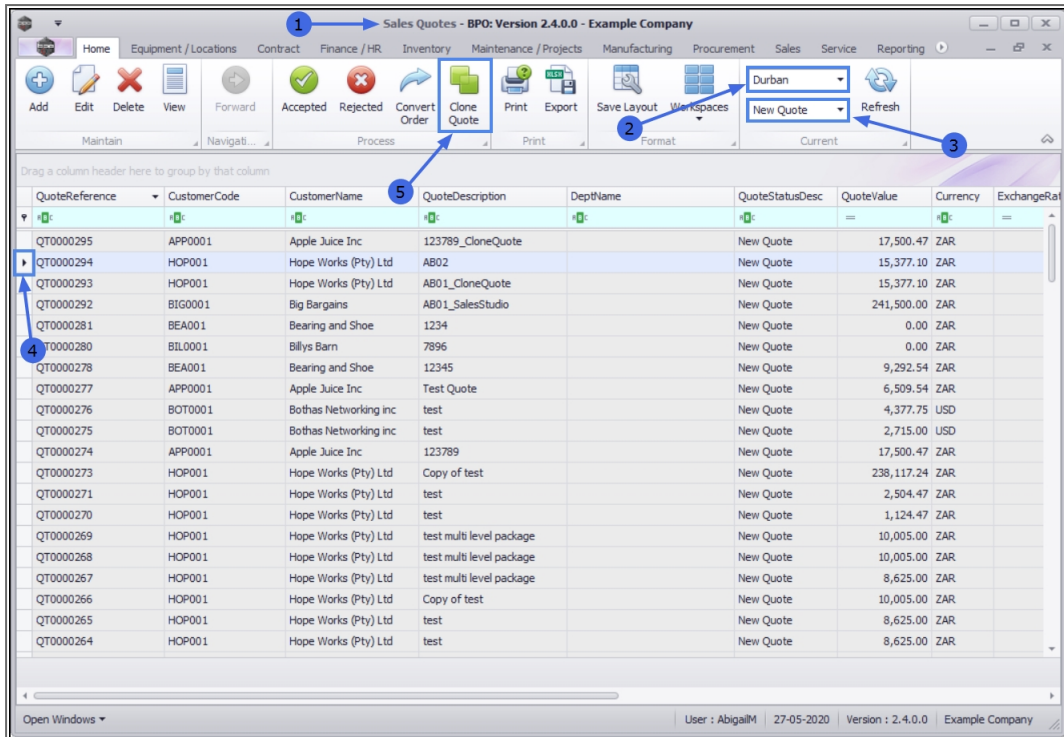 1
Sales Quotes - BPO: Version 2.4.0.0 - Example Company
Home Equipment / Locations Contract Finance / HR Inventory Maintenance / Projects Manufacturing Procurement Sales Service Reporting
Add Edit Delete View Forward Accepted Rejected Convert Order Clone Quote Print Export Save Layout Workspaces Durban New Quote Refresh
2
3
Maintain Navigati... Process Print Format Current
5
Drag a column header here to group by that column
QuoteReference CustomerCode CustomerName QuoteDescription DeptName QuoteStatusDesc QuoteValue Currency ExchangeRat
QT0000295 APP0001 Apple Juice Inc 123789_CloneQuote New Quote 17,500.47 ZAR
QT0000294 HOP001 Hope Works (Pty) Ltd AB02 New Quote 15,377.10 ZAR
QT0000293 HOP001 Hope Works (Pty) Ltd AB01_CloneQuote New Quote 15,377.10 ZAR
QT0000292 BIG0001 Big Bargains AB01_SalesStudio New Quote 241,500.00 ZAR
QT0000281 BEA001 Bearing and Shoe 1234 New Quote 0.00 ZAR
4
T0000280 BIL0001 Billys Barn 7896 New Quote 0.00 ZAR
QT0000278 BEA001 Bearing and Shoe 12345 New Quote 9,292.54 ZAR
QT0000277 APP0001 Apple Juice Inc Test Quote New Quote 6,509.54 ZAR
QT0000276 BOT0001 Bothas Networking inc test New Quote 4,377.75 USD
QT0000275 BOT0001 Bothas Networking inc test New Quote 2,715.00 USD
QT0000274 APP0001 Apple Juice Inc 123789 New Quote 17,500.47 ZAR
QT0000273 HOP001 Hope Works (Pty) Ltd Copy of test New Quote 238,117.24 ZAR
QT0000271 HOP001 Hope Works (Pty) Ltd test New Quote 2,504.47 ZAR
QT0000270 HOP001 Hope Works (Pty) Ltd test New Quote 1,124.47 ZAR
QT0000269 HOP001 Hope Works (Pty) Ltd test multi level package New Quote 10,005.00 ZAR
QT0000268 HOP001 Hope Works (Pty) Ltd test multi level package New Quote 10,005.00 ZAR
QT0000267 HOP001 Hope Works (Pty) Ltd test multi level package New Quote 8,625.00 ZAR
QT0000266 HOP001 Hope Works (Pty) Ltd Copy of test New Quote 10,005.00 ZAR
QT0000265 HOP001 Hope Works (Pty) Ltd test New Quote 8,625.00 ZAR
QT0000264 HOP001 Hope Works (Pty) Ltd test New Quote 8,625.00 ZAR
Open Windows User : AbigailM 27-05-2020 Version : 2.4.0.0 Example Company